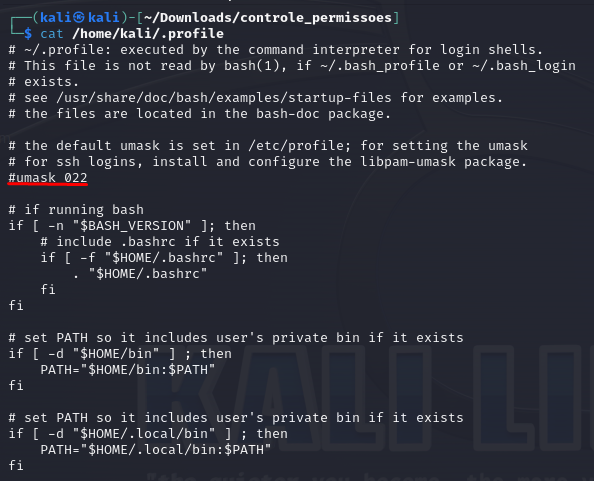 ┌──(kali㉿kali)-[~/Downloads/controle_permissoes]
└─$ cat /home/kali/.profile
# ~/.profile: executed by the command interpreter for login shells.
# This file is not read by bash(1), if ~/.bash_profile or ~/.bash_login
# exists.
# see /usr/share/doc/bash/examples/startup-files for examples.
# the files are located in the bash-doc package.

# the default umask is set in /etc/profile; for setting the umask
# for ssh logins, install and configure the libpam-umask package.
#umask 022

# if running bash
if [ -n "$BASH_VERSION" ]; then
    # include .bashrc if it exists
    if [ -f "$HOME/.bashrc" ]; then
        . "$HOME/.bashrc"
    fi
fi

# set PATH so it includes user's private bin if it exists
if [ -d "$HOME/bin" ] ; then
    PATH="$HOME/bin:$PATH"
fi

# set PATH so it includes user's private bin if it exists
if [ -d "$HOME/.local/bin" ] ; then
    PATH="$HOME/.local/bin:$PATH"
fi
KALI LI